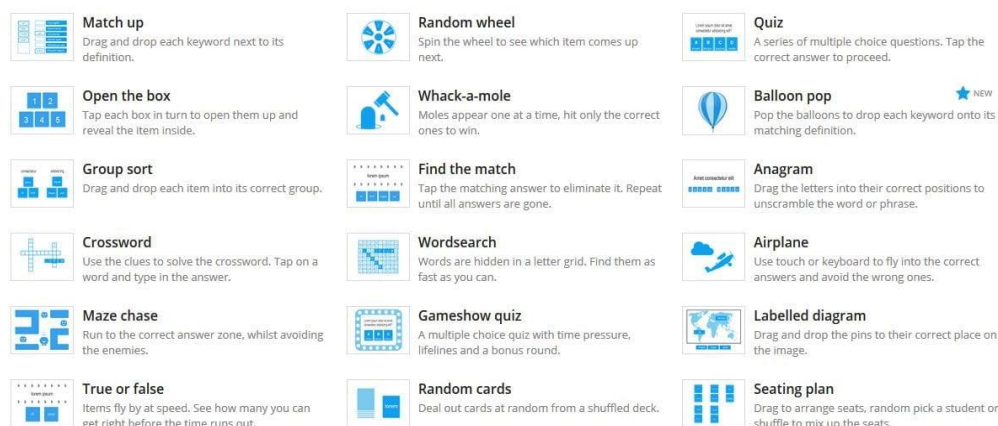 Match up
Drag and drop each keyword next to its
definition.
Random wheel
Spin the wheel to see which item comes up
next.
Quiz
A series of multiple choice questions. Tap the
correct answer to proceed.
Open the box
Tap each box in turn to open them up and
reveal the item inside.
1 2
3 4 5
Whack-a-mole
Moles appear one at a time, hit only the correct
ones to win.
Balloon pop
NEW
Pop the balloons to drop each keyword onto its
matching definition.
Group sort
Drag and drop each item into its correct group.
Find the match
Tap the matching answer to eliminate it. Repeat
until all answers are gone.
lorem ipsum
Anagram
Drag the letters into their correct positions to
unscramble the word or phrase.
Amet consectetur elit
Crossword
Use the clues to solve the crossword. Tap on a
word and type in the answer.
Wordsearch
Words are hidden in a letter grid. Find them as
fast as you can.
Airplane
Use touch or keyboard to fly into the correct
answers and avoid the wrong ones.
Maze chase
Run to the correct answer zone, whilst avoiding
the enemies.
Gameshow quiz
A multiple choice quiz with time pressure,
lifelines and a bonus round.
Labelled diagram
Drag and drop the pins to their correct place on
the image.
True or false
Items fly by at speed. See how many you can
get right before the time runs out.
lorem ipsum
Random cards
Deal out cards at random from a shuffled deck.
Seating plan
Drag to arrange seats, random pick a student or
shuffle to mix up the seats.